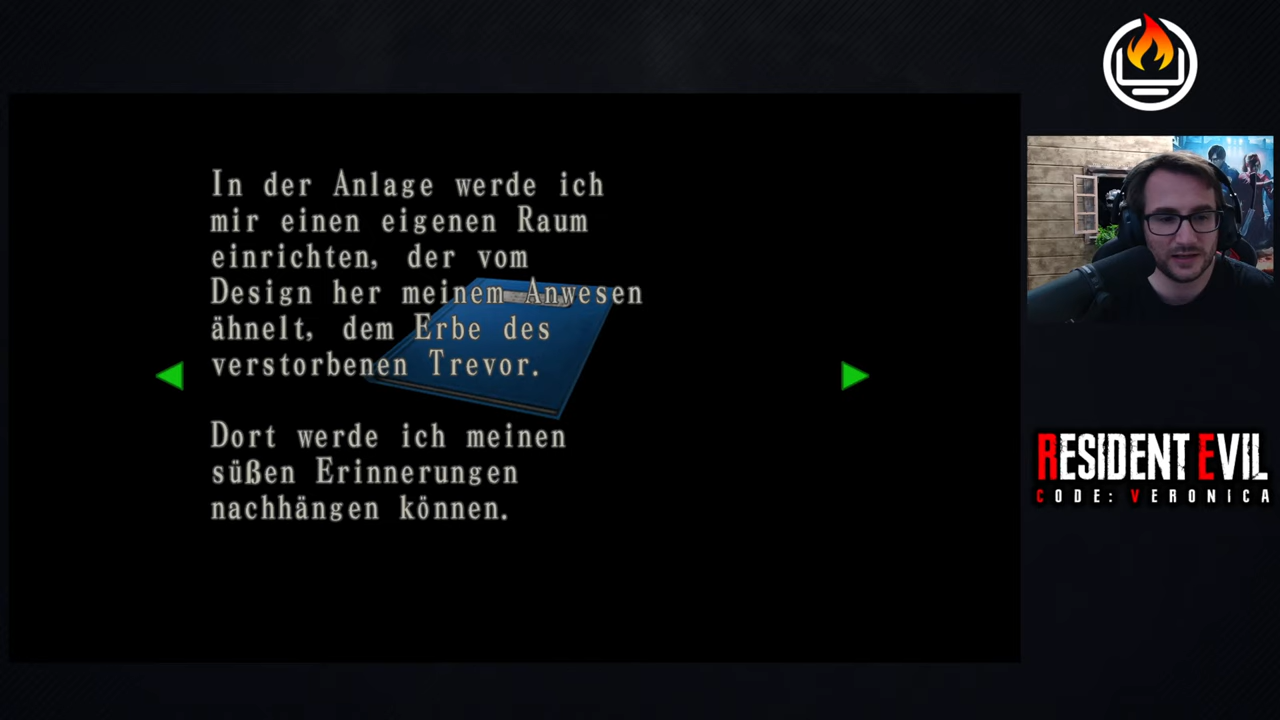 In der Anlage werde ich
mir einen eigenen Raum
einrichten, der vom
Design her meinem Anwesen
ähnelt, dem Erbe des
verstorbenen Trevor.
Dort werde ich meinen
süßen Erinnerungen
nachhängen können.
RESIDENT EVIL
CODE: VERONICA